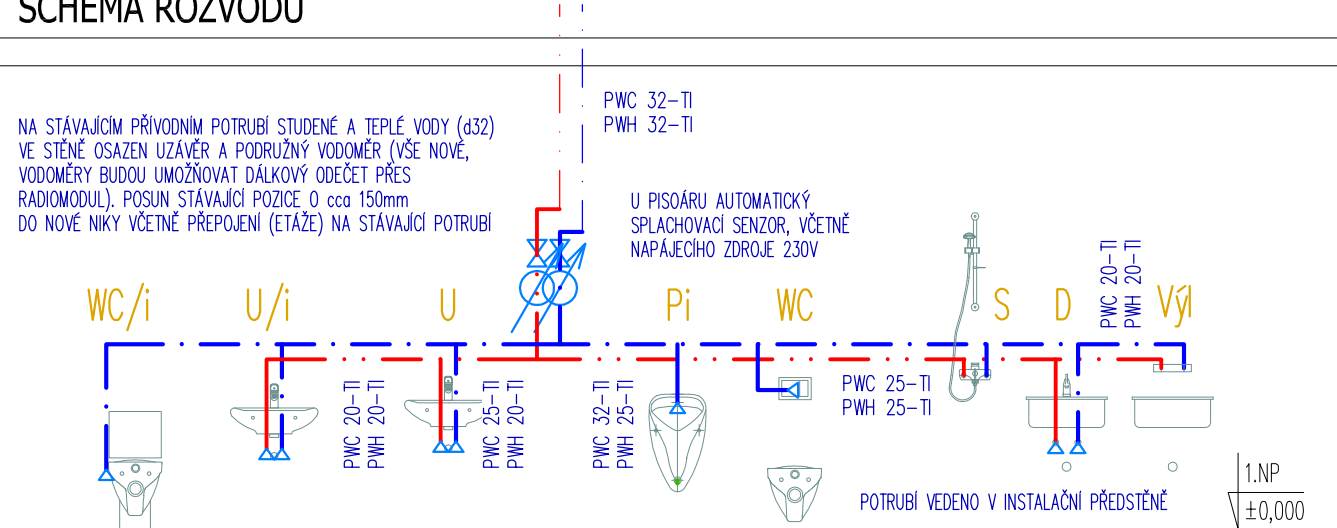 SCHÉMA ROZVODŮ
PWC 32-TI
PWH 32-TI
NA STÁVAJÍCÍM PŘÍVODNÍM POTRUBÍ STUDENÉ A TEPLÉ VODY (d32)
VE STĚNĚ OSAZEN UZÁVĚR A PODRUŽNÝ VODOMĚR (VŠE NOVÉ,
VODOMĚRY BUDOU UMOŽŇOVAT DÁLKOVÝ ODEČET PŘES
RADIOMODUL). POSUN STÁVAJÍCÍ POZICE O cca 150mm
DO NOVÉ NIKY VČETNĚ PŘEPOJENÍ (ETÁŽE) NA STÁVAJÍCÍ POTRUBÍ
U PISOÁRU AUTOMATICKÝ
SPLACHOVACÍ SENZOR, VČETNĚ
NAPÁJECÍHO ZDROJE 230V
WC/i
U/i
U
Pi
WC
S
D
PWC 20-TI
PWH 20-TI
Výl
PWC 20-TI
PWH 20-TI
PWC 25-TI
PWH 20-TI
PWC 32-TI
PWH 25-TI
PWC 25-TI
PWH 25-TI
POTRUBÍ VEDENO V INSTALAČNÍ PŘEDSTĚNĚ
1.NP
±0,000